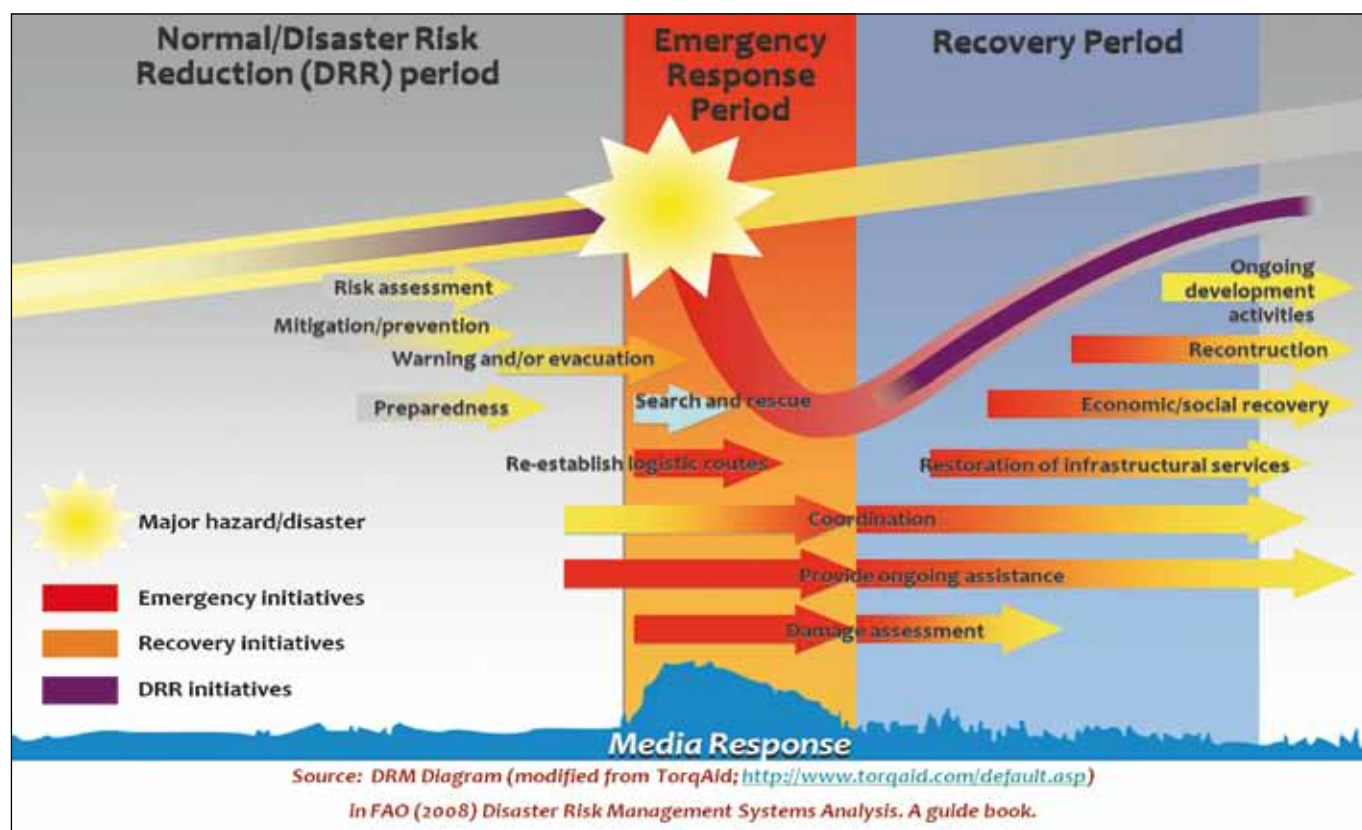 Normal/Disaster Risk
Reduction (DRR) period
Emergency
Response
Period
Recovery Period
Risk assessment
Mitigation/prevention
Warning and/or evacuation
Preparedness
Search and rescue
Re-establish logistic routes
Ongoing
development
activities
Recontruction
Economic/social recovery
Restoration of infrastructural services
Coordination
Provide ongoing assistance
Damage assessment
Major hazard/disaster
Emergency initiatives
Recovery initiatives
DRR initiatives
Media Response
Source: DRM Diagram (modified from TorqAid; http://www.torqaid.com/default.asp)
in FAO (2008) Disaster Risk Management Systems Analysis. A guide book.